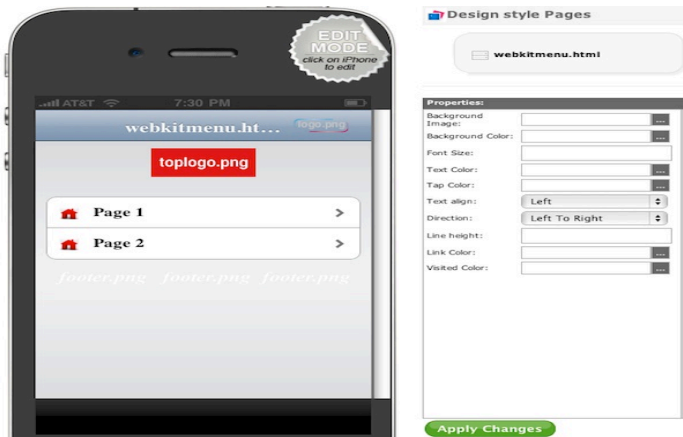 EDIT
MODE
click on iPhone
to edit
AT&T 7:30 PM
webkitmenu.ht... logo.png
toplogo.png
Page 1
Page 2
footer.png footer.png footer.png
Design style Pages
webkitmenu.html
Properties:
Background
Image: ...
Background Color: ...
Font Size:
Text Color: ...
Tap Color: ...
Text align: Left
Direction: Left To Right
Line height:
Link Color: ...
Visited Color: ...
Apply Changes